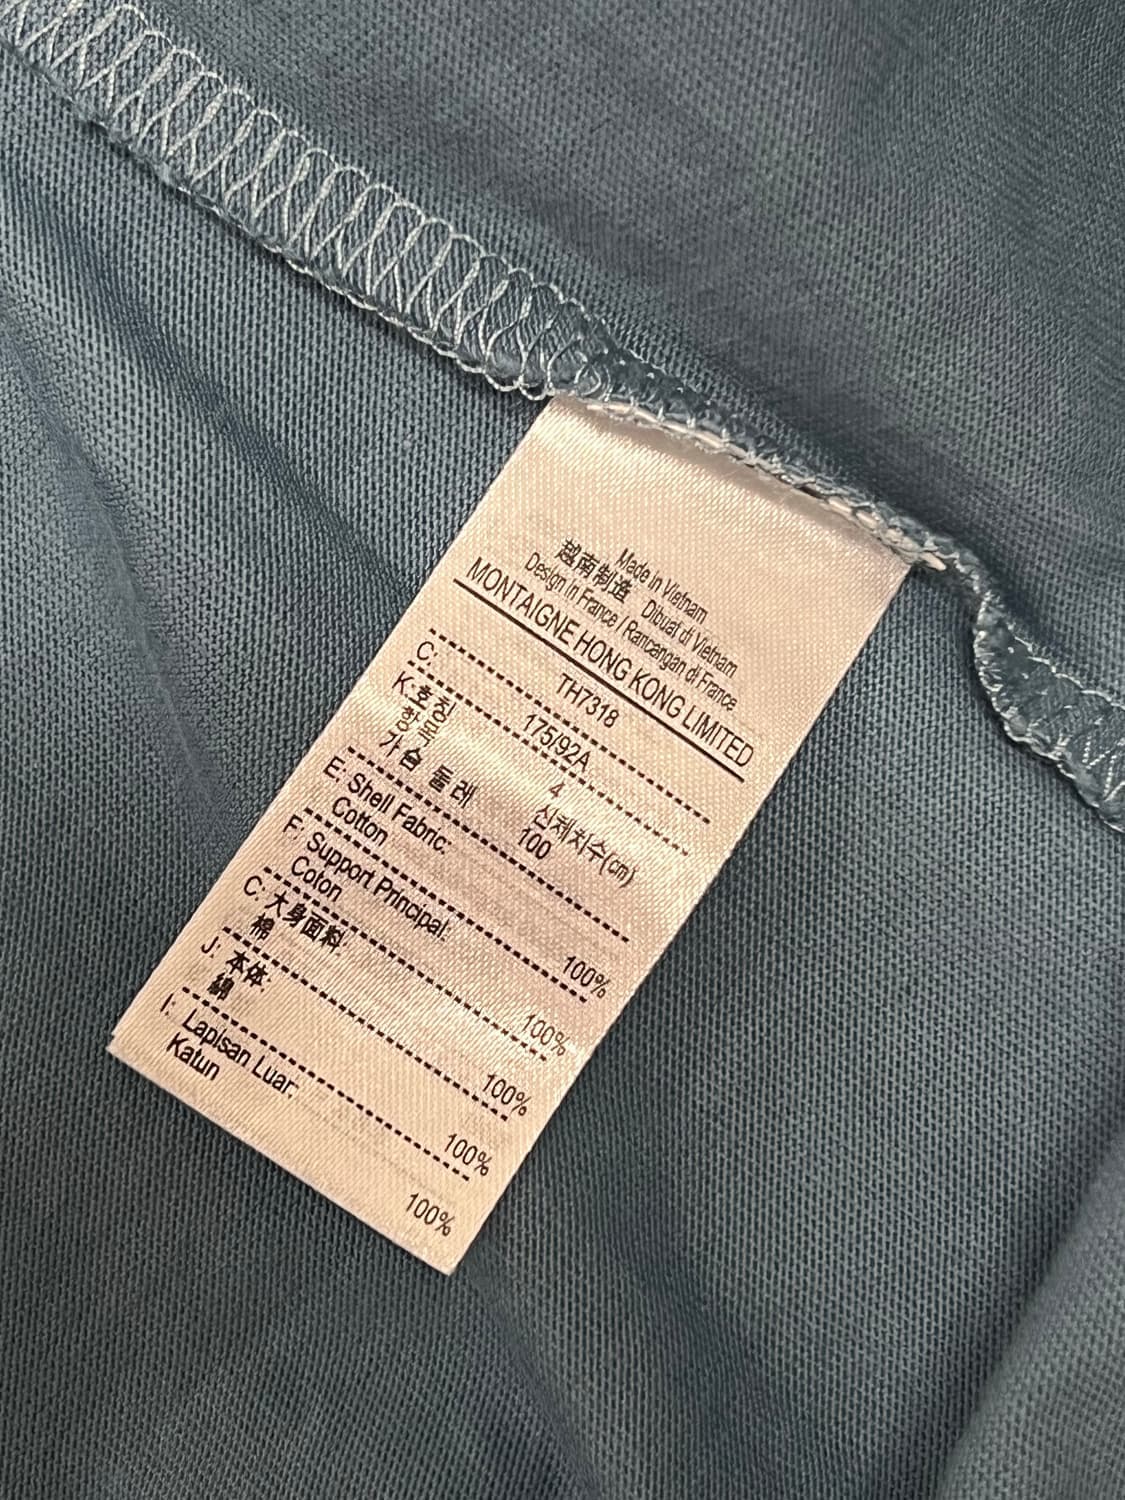 Made in Vietnam
越南制造 Dibuat di Vietnam
Design in France / Rancangan di France
MONTAIGNE HONG KONG LIMITED
TH7318
C: 175/92A
K:호칭 4
항목 신체치수(cm)
가슴 둘레 100
E: Shell Fabric:
Cotton 100%
F: Support Principal:
Coton 100%
C: 大身面料:
棉 100%
J: 本体:
綿 100%
I: Lapisan Luar:
Katun 100%